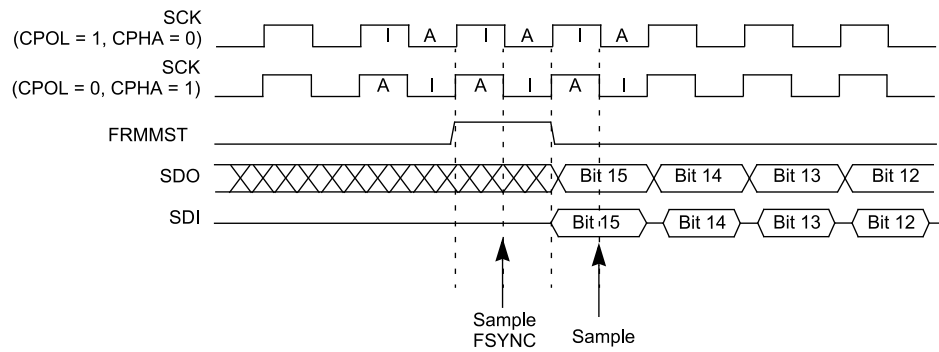 SCK
(CPOL = 1, CPHA = 0)
I A I A I A
SCK
(CPOL = 0, CPHA = 1)
A I A I A I
FRMMST
SDO
Bit 15 Bit 14 Bit 13 Bit 12
SDI
Bit 15 Bit 14 Bit 13 Bit 12
Sample
FSYNC
Sample